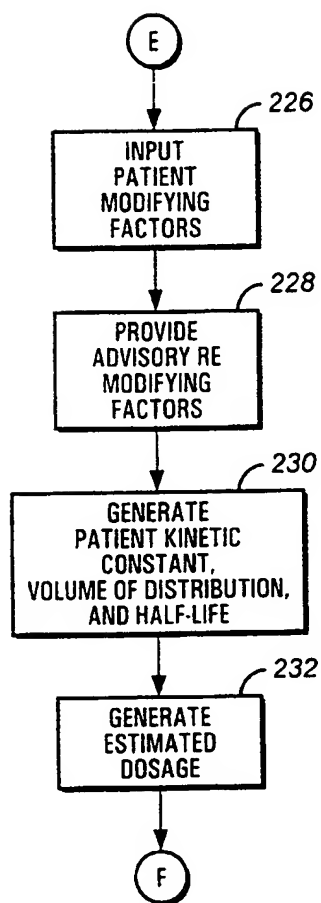 E
226
INPUT
PATIENT
MODIFYING
FACTORS
228
PROVIDE
ADVISORY RE
MODIFYING
FACTORS
230
GENERATE
PATIENT KINETIC
CONSTANT,
VOLUME OF DISTRIBUTION,
AND HALF-LIFE
232
GENERATE
ESTIMATED
DOSAGE
F